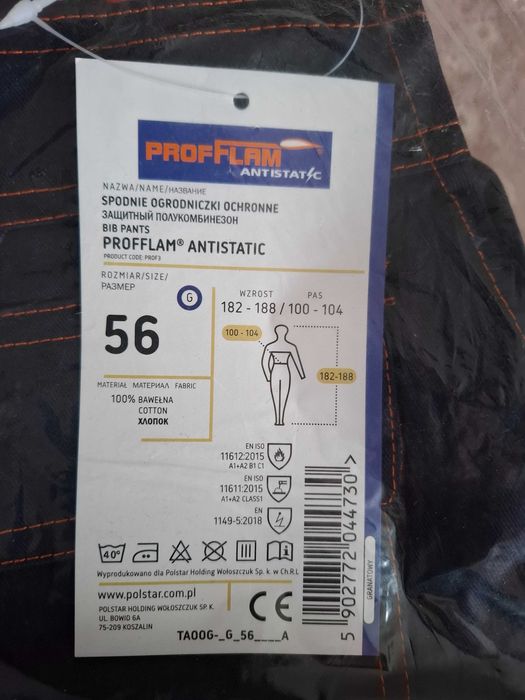 PROFFLAM
ANTISTATIC
NAZWA/NAME/НАЗВАНИЕ
SPODNIE OGRODNICZKI OCHRONNE
ЗАЩИТНЫЙ ПОЛУКОМБИНЕЗОН
BIB PANTS
PROFFLAM® ANTISTATIC
PRODUCT CODE: PROF3
ROZMIAR/SIZE/
РАЗМЕР
G
56
WZROST PAS
182 - 188 / 100 - 104
100 - 104
182-188
MATERIAŁ МАТЕРИАЛ FABRIC
100% BAWEŁNA
COTTON
ХЛОПОК
EN ISO
11612:2015
A1+A2 B1 C1
EN ISO
11611:2015
A1+A2 CLASS1
EN
1149-5:2018
40°
Wyprodukowano dla Polstar Holding Wołoszczuk Sp. k. w Ch.R.L
www.polstar.com.pl
POLSTAR HOLDING WOŁOSZCZUK SP. K.
UL. BOWID 6A
75-209 KOSZALIN
CE
TA00G-_G_56____A
5 902772 044730 >
GRANATOWY